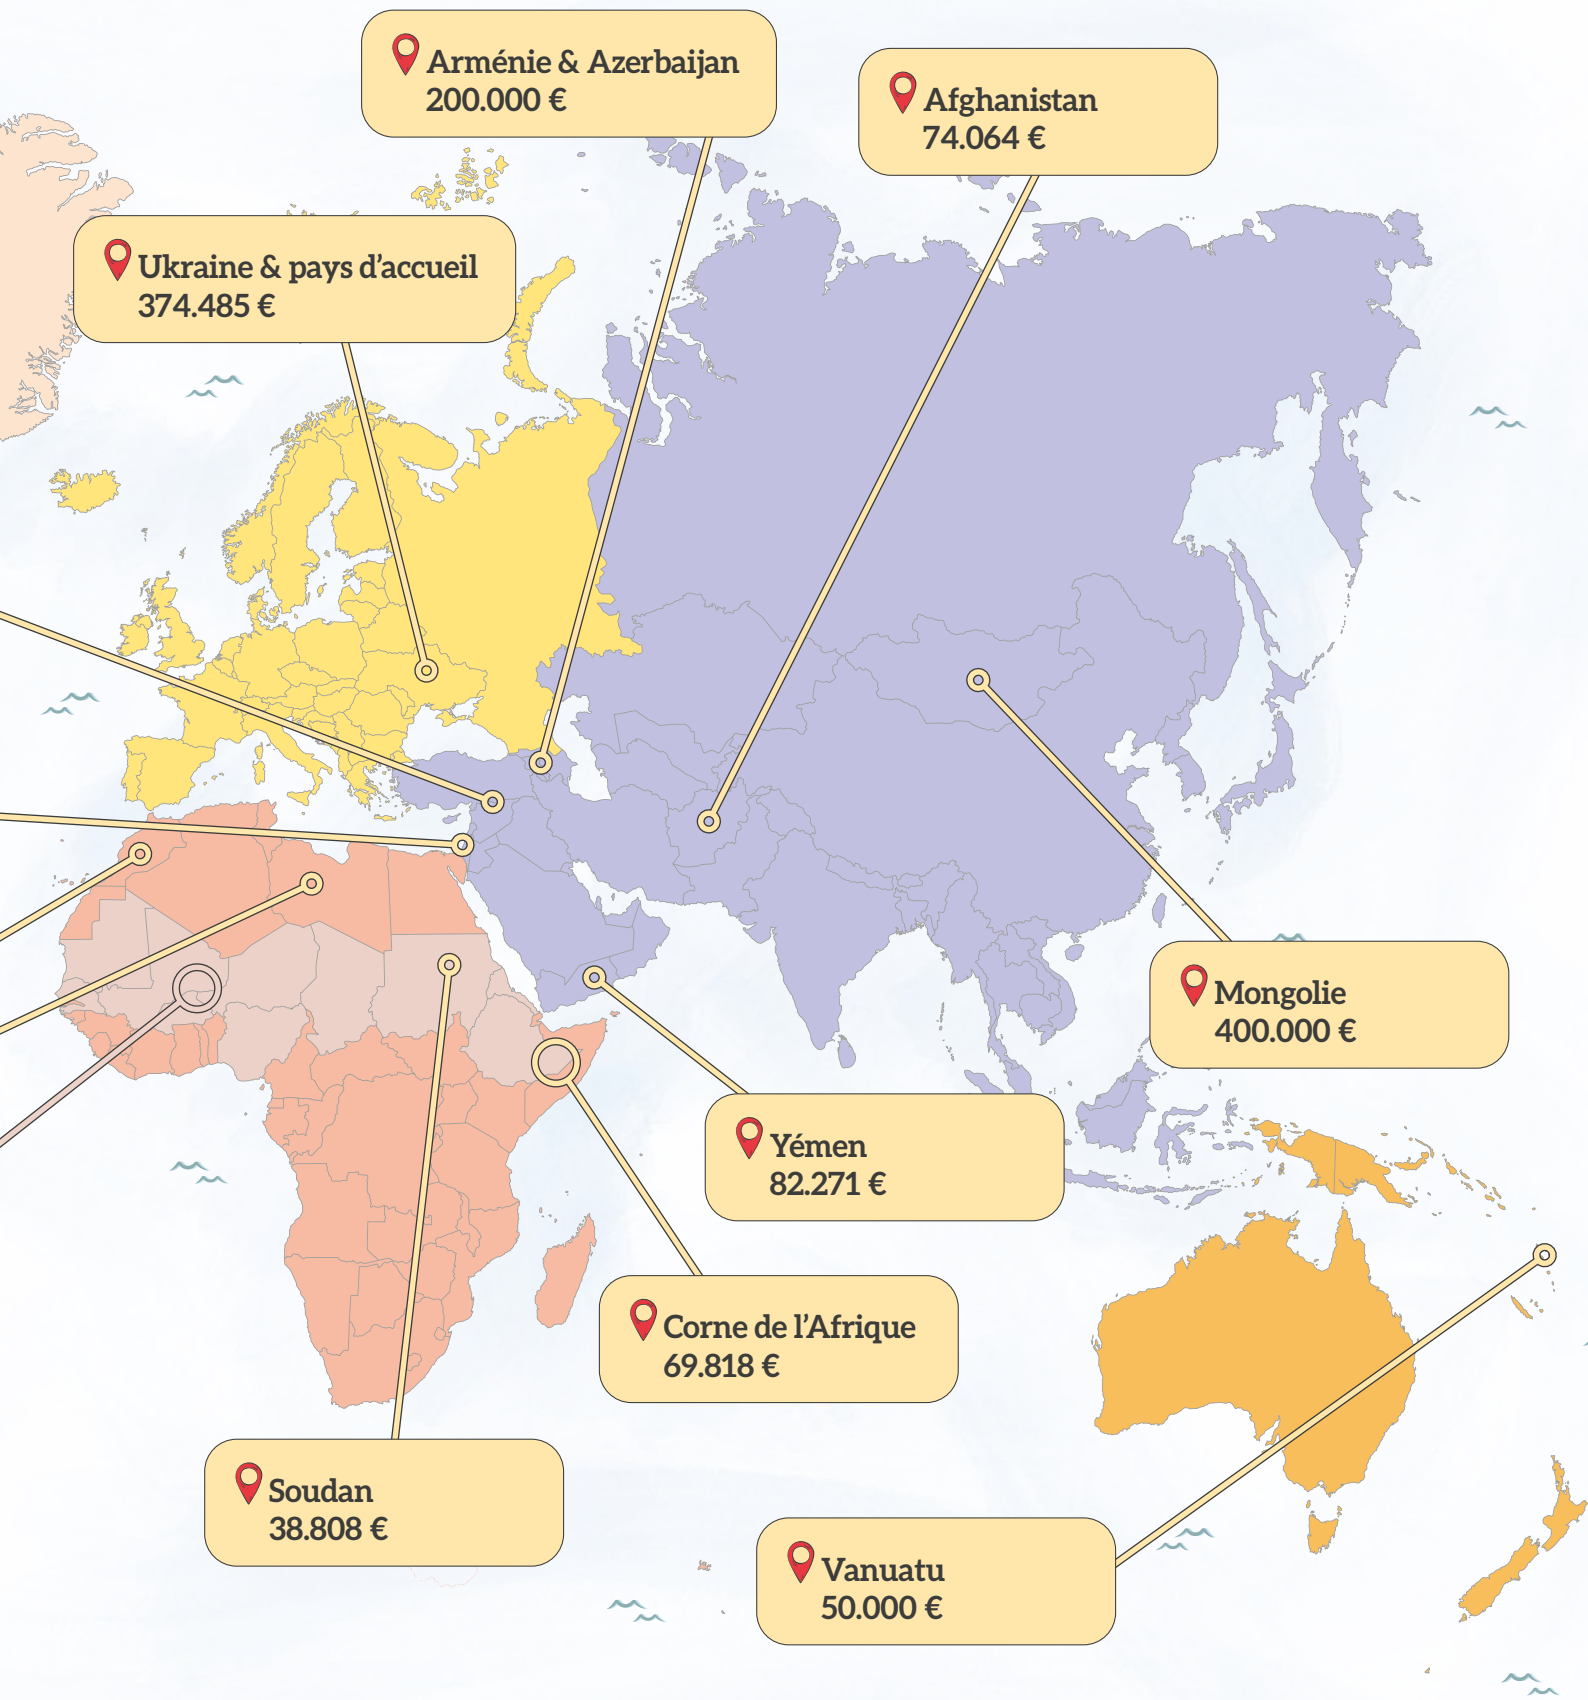 Arménie & Azerbaijan
200.000 €
Afghanistan
74.064 €
Ukraine & pays d’accueil
374.485 €
Mongolie
400.000 €
Yémen
82.271 €
Corne de l’Afrique
69.818 €
Soudan
38.808 €
Vanuatu
50.000 €